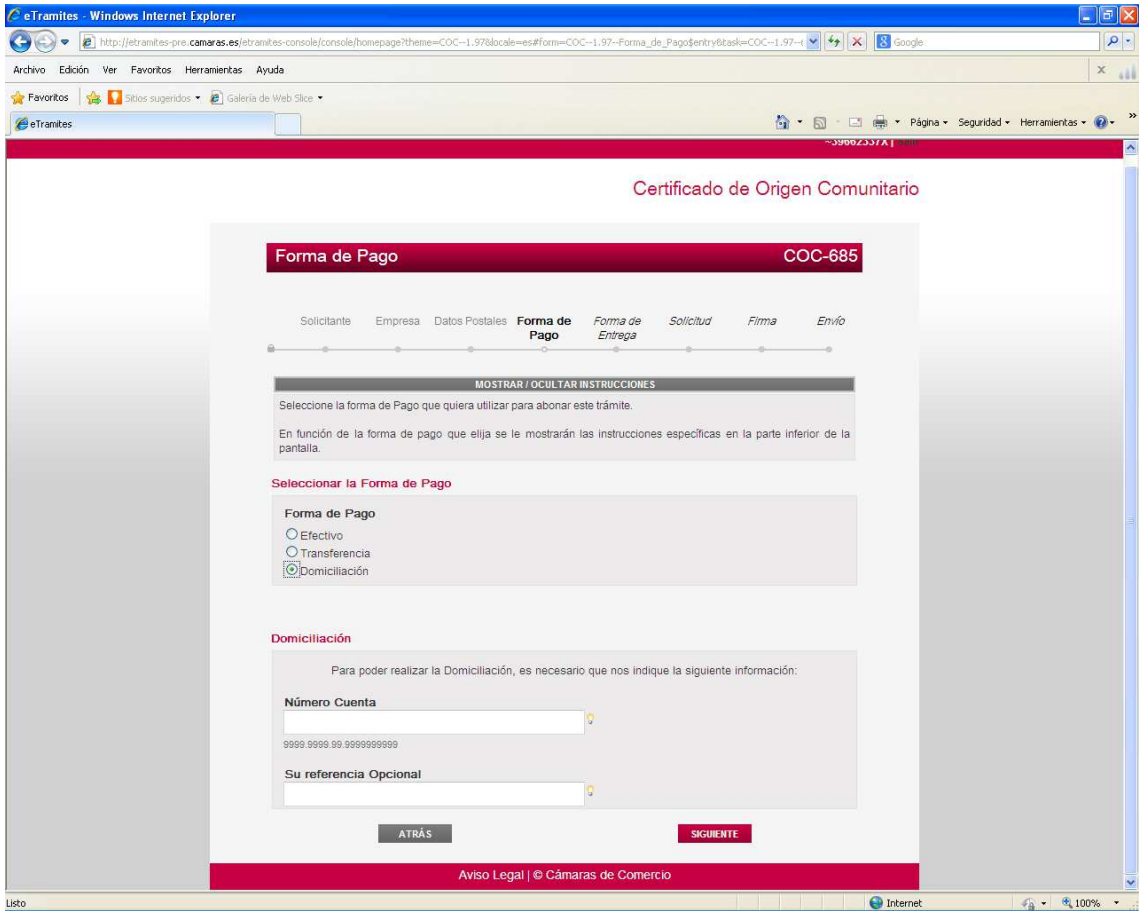 eTramites - Windows Internet Explorer
http://etramites-pre.camaras.es/etramites-console/console/homepage?theme=COC--1.97&locale=es#form=COC--1.97--Forma_de_Pago$entry&task=COC--1.97--
Google
Archivo Edición Ver Favoritos Herramientas Ayuda
Favoritos Sitios sugeridos Galería de Web Slice
eTramites
Página Seguridad Herramientas
~39662337X |
Certificado de Origen Comunitario
Forma de Pago COC-685
Solicitante Empresa Datos Postales Forma de Pago Forma de Entrega Solicitud Firma Envío
MOSTRAR / OCULTAR INSTRUCCIONES
Seleccione la forma de Pago que quiera utilizar para abonar este trámite.
En función de la forma de pago que elija se le mostrarán las instrucciones específicas en la parte inferior de la
pantalla.
Seleccionar la Forma de Pago
Forma de Pago
Efectivo
Transferencia
Domiciliación
Domiciliación
Para poder realizar la Domiciliación, es necesario que nos indique la siguiente información:
Número Cuenta
9999.9999.99.9999999999
Su referencia Opcional
ATRÁS SIGUIENTE
Aviso Legal | © Cámaras de Comercio
Listo Internet 100%